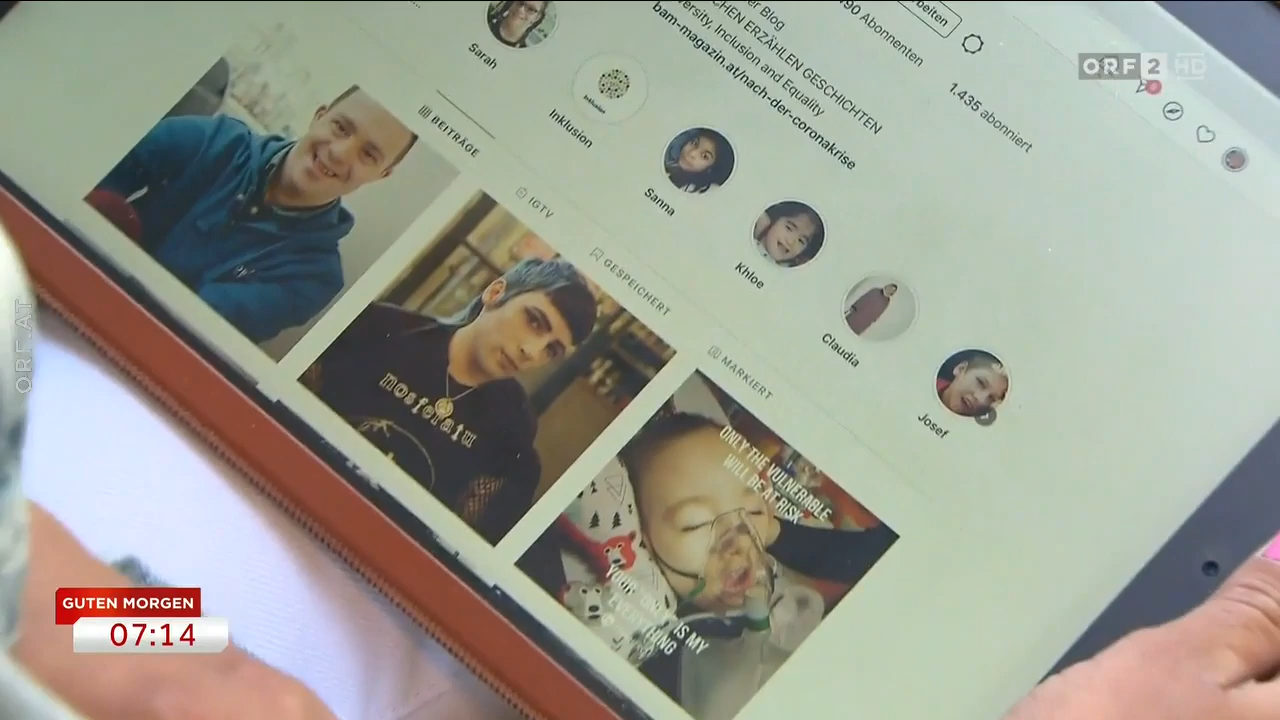 er Blog
490 Abonnenten
1.435 abonniert
CHEN ERZÄHLEN GESCHICHTEN
ersity, Inclusion and Equality
bam-magazin.at/nach-der-coronakrise
Sarah
Inklusion
Sanna
Khloe
Claudia
Josef
BEITRÄGE
IGTV
GESPEICHERT
MARKIERT
nosferatu
ONLY THE VULNERABLE
WILL BE AT RISK
IS MY
EVERYTHING
ORF 2 HD
ORF.AT
GUTEN MORGEN
07:14